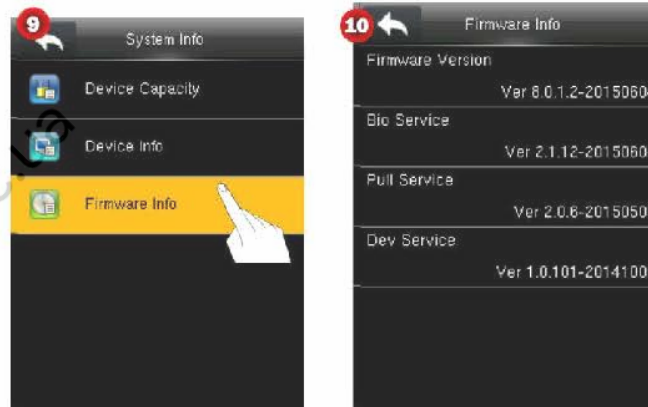 9
System Info
Device Capacity
Device Info
Firmware Info
10
Firmware Info
Firmware Version
Ver 8.0.1.2-2015060
Bio Service
Ver 2.1.12-2015060
Pull Service
Ver 2.0.6-2015050
Dev Service
Ver 1.0.101-2014100